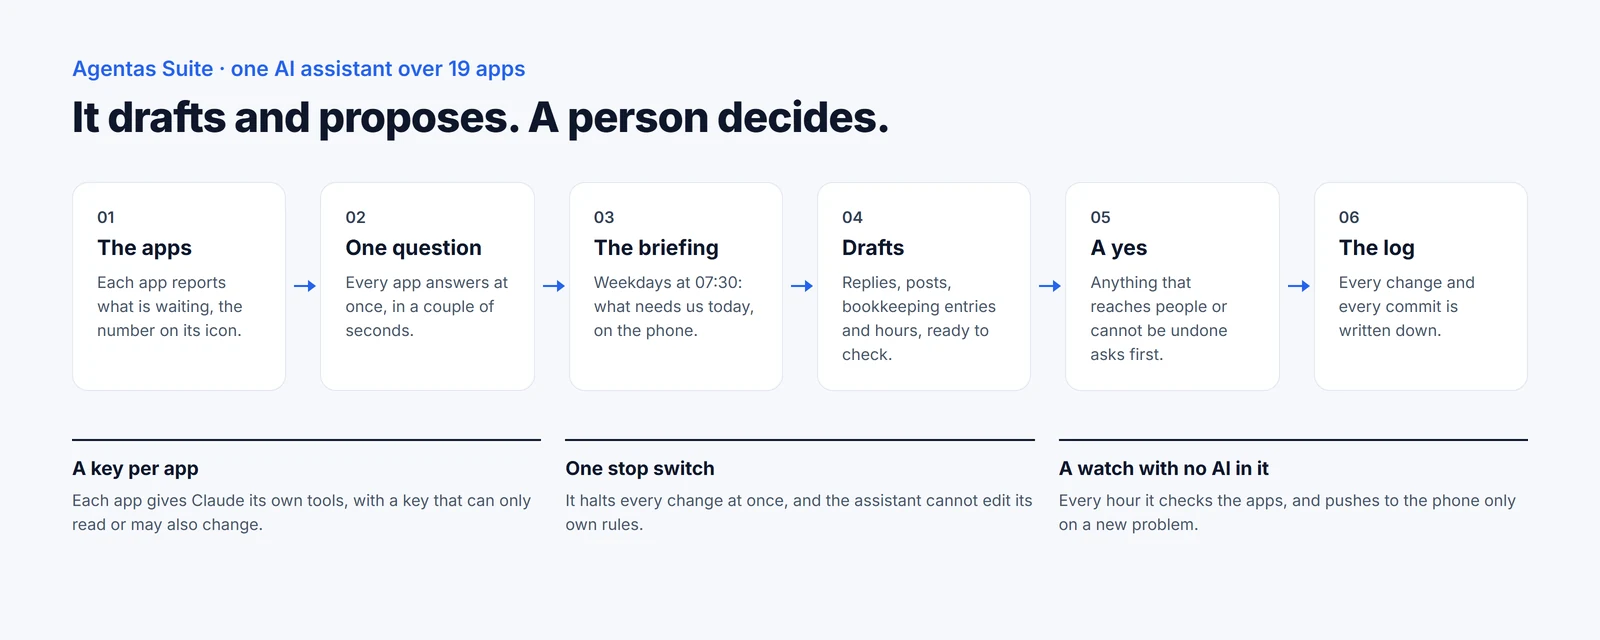 Agentas Suite · one AI assistant over 19 apps
It drafts and proposes. A person decides.
01
The apps
Each app reports
what is waiting, the
number on its icon.
02
One question
Every app answers at
once, in a couple of
seconds.
03
The briefing
Weekdays at 07:30:
what needs us today,
on the phone.
04
Drafts
Replies, posts,
bookkeeping entries
and hours, ready to
check.
05
A yes
Anything that
reaches people or
cannot be undone
asks first.
06
The log
Every change and
every commit is
written down.
A key per app
Each app gives Claude its own tools, with a key that can only
read or may also change.
One stop switch
It halts every change at once, and the assistant cannot edit its
own rules.
A watch with no AI in it
Every hour it checks the apps, and pushes to the phone only
on a new problem.